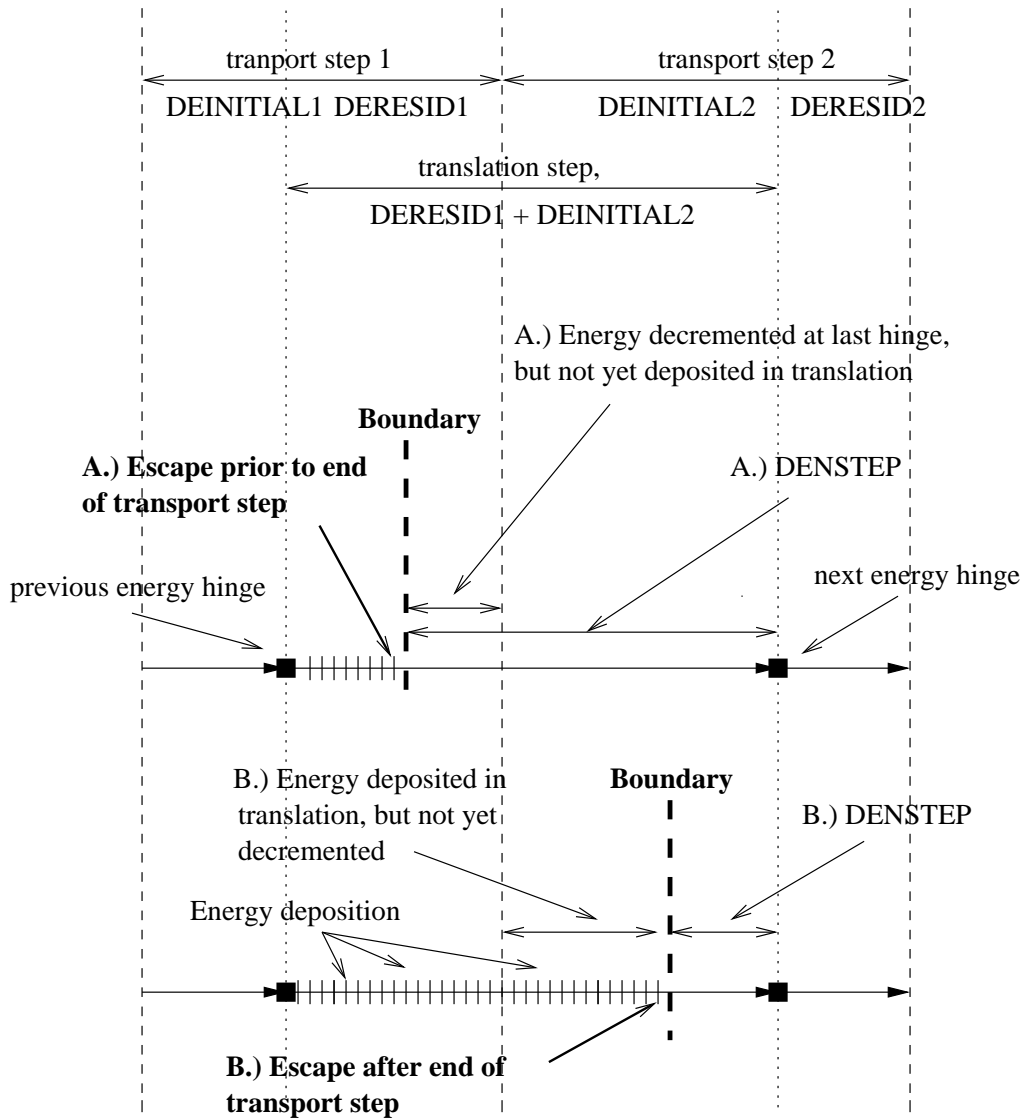 tranport step 1
transport step 2
DEINITIAL1 DERESID1
DEINITIAL2
DERESID2
translation step,
DERESID1 + DEINITIAL2
A.) Energy decremented at last hinge,
but not yet deposited in translation
Boundary
A.) Escape prior to end
of transport step
A.) DENSTEP
previous energy hinge
next energy hinge
B.) Energy deposited in
translation, but not yet
decremented
Boundary
B.) DENSTEP
Energy deposition
B.) Escape after end of
transport step